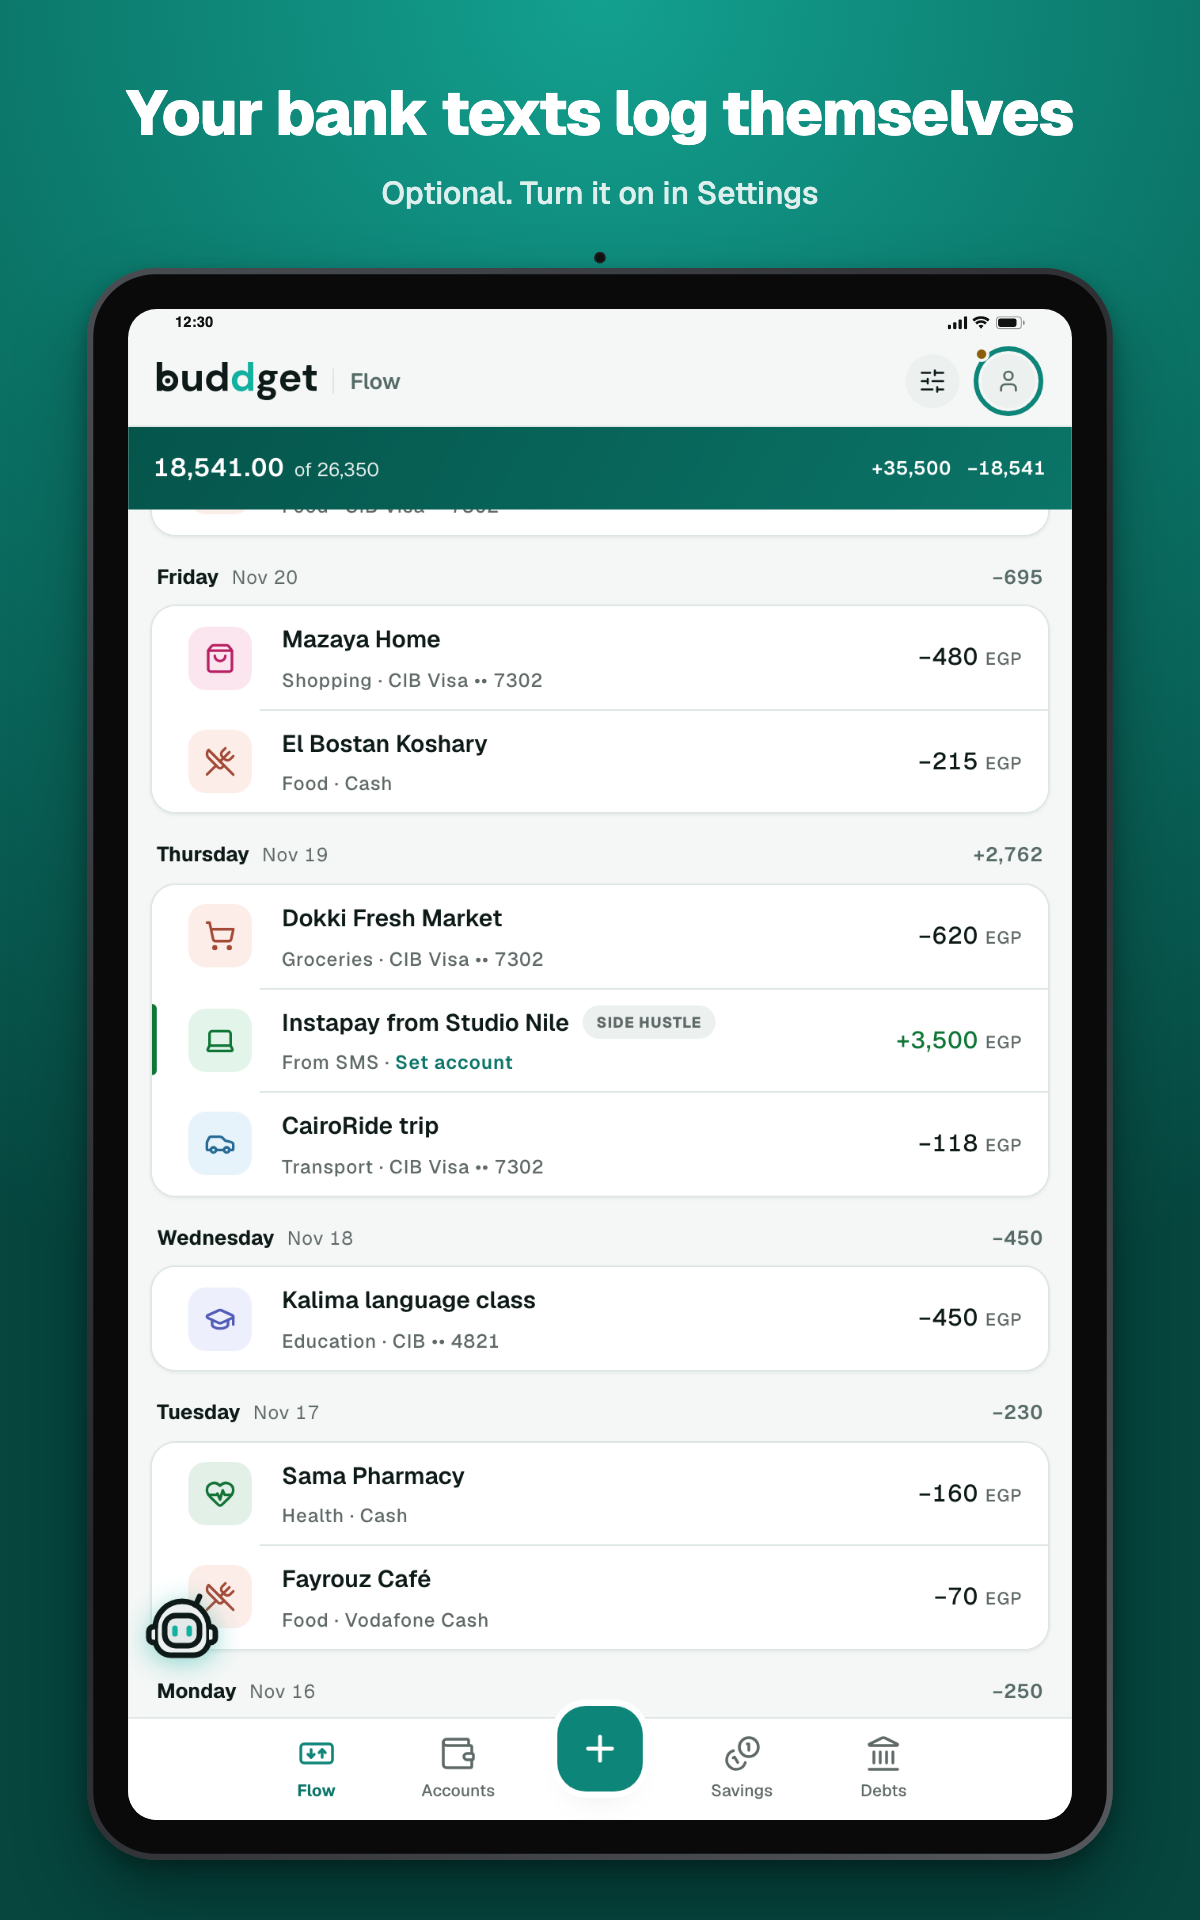 Your bank texts log themselves
Optional. Turn it on in Settings
12:30
buddget Flow
18,541.00 of 26,350 +35,500 −18,541
Friday Nov 20 −695
Mazaya Home
Shopping · CIB Visa •• 7302
−480 EGP
El Bostan Koshary
Food · Cash
−215 EGP
Thursday Nov 19 +2,762
Dokki Fresh Market
Groceries · CIB Visa •• 7302
−620 EGP
Instapay from Studio Nile SIDE HUSTLE
From SMS · Set account
+3,500 EGP
CairoRide trip
Transport · CIB Visa •• 7302
−118 EGP
Wednesday Nov 18 −450
Kalima language class
Education · CIB •• 4821
−450 EGP
Tuesday Nov 17 −230
Sama Pharmacy
Health · Cash
−160 EGP
Fayrouz Café
Food · Vodafone Cash
−70 EGP
Monday Nov 16 −250
Flow Accounts Savings Debts